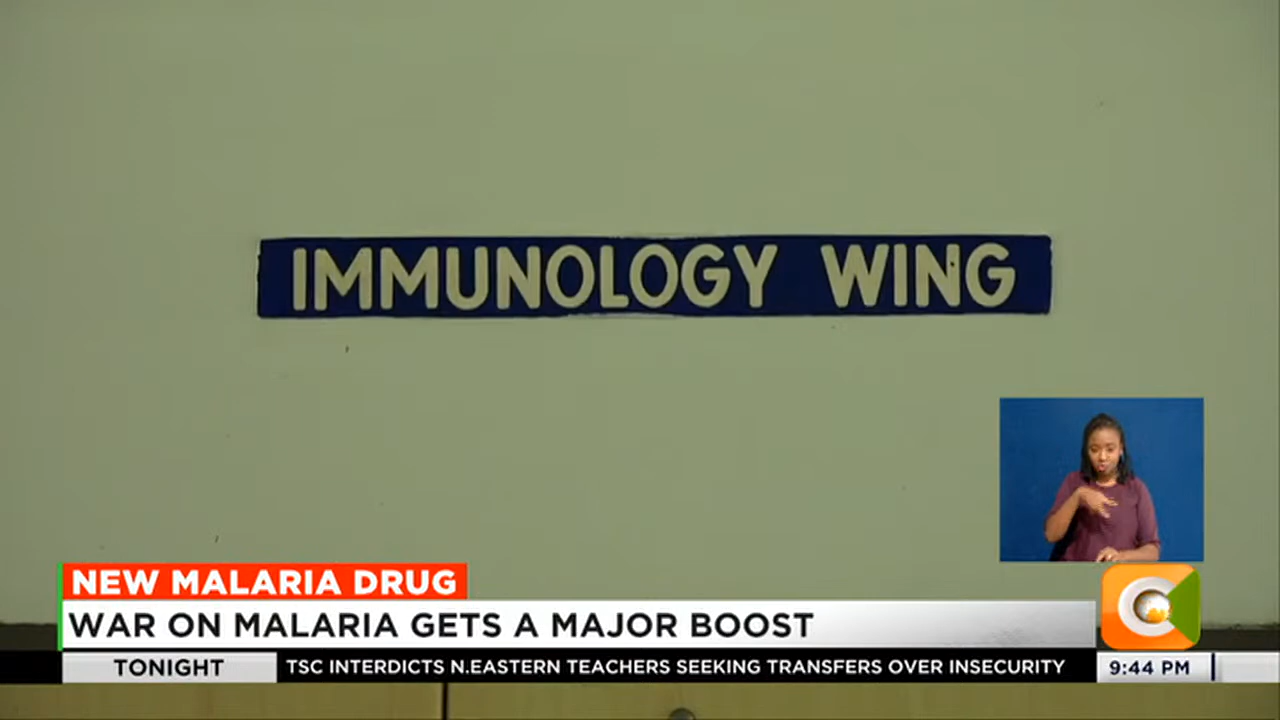 IMMUNOLOGY WING
NEW MALARIA DRUG
WAR ON MALARIA GETS A MAJOR BOOST
TONIGHT TSC INTERDICTS N.EASTERN TEACHERS SEEKING TRANSFERS OVER INSECURITY 9:44 PM